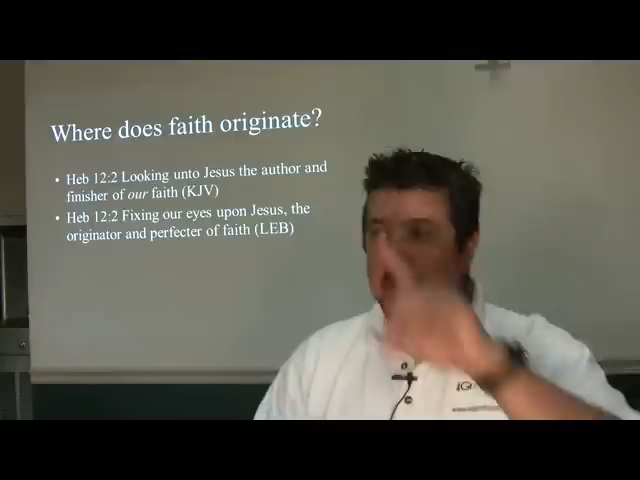 Where does faith originate?
• Heb 12:2 Looking unto Jesus the author and
finisher of our faith (KJV)
• Heb 12:2 Fixing our eyes upon Jesus, the
originator and perfecter of faith (LEB)